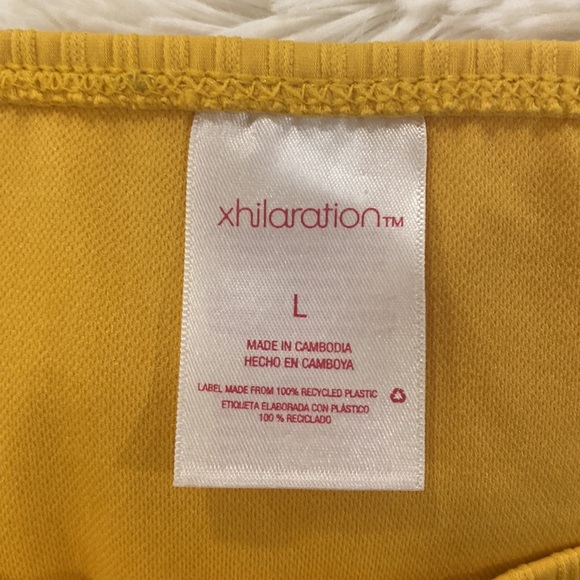 xhilaration™
L
MADE IN CAMBODIA
HECHO EN CAMBOYA
LABEL MADE FROM 100% RECYCLED PLASTIC
ETIQUETA ELABORADA CON PLÁSTICO
100 % RECICLADO